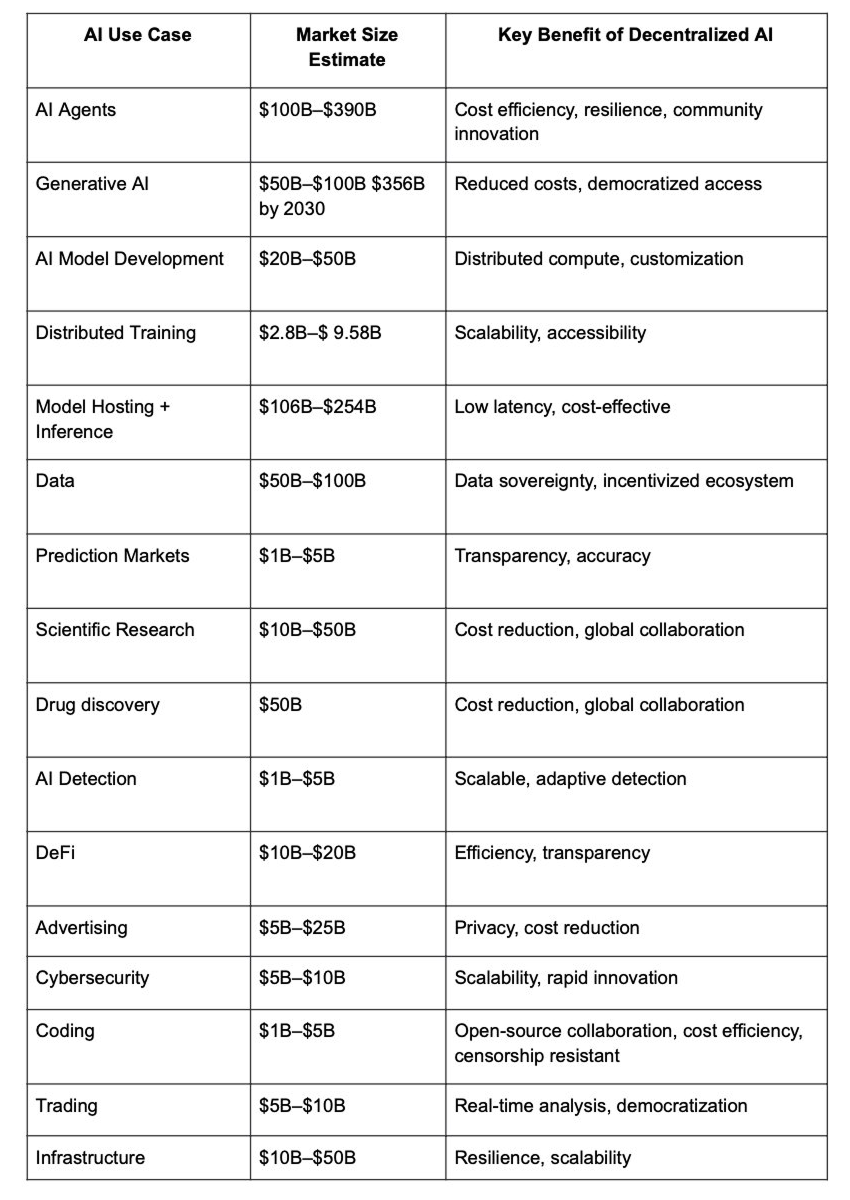 AI Use Case
Market Size
Estimate
Key Benefit of Decentralized AI
AI Agents
$100B–$390B
Cost efficiency, resilience, community
innovation
Generative AI
$50B–$100B $356B
by 2030
Reduced costs, democratized access
AI Model Development
$20B–$50B
Distributed compute, customization
Distributed Training
$2.8B–$ 9.58B
Scalability, accessibility
Model Hosting +
Inference
$106B–$254B
Low latency, cost-effective
Data
$50B–$100B
Data sovereignty, incentivized ecosystem
Prediction Markets
$1B–$5B
Transparency, accuracy
Scientific Research
$10B–$50B
Cost reduction, global collaboration
Drug discovery
$50B
Cost reduction, global collaboration
AI Detection
$1B–$5B
Scalable, adaptive detection
DeFi
$10B–$20B
Efficiency, transparency
Advertising
$5B–$25B
Privacy, cost reduction
Cybersecurity
$5B–$10B
Scalability, rapid innovation
Coding
$1B–$5B
Open-source collaboration, cost efficiency,
censorship resistant
Trading
$5B–$10B
Real-time analysis, democratization
Infrastructure
$10B–$50B
Resilience, scalability